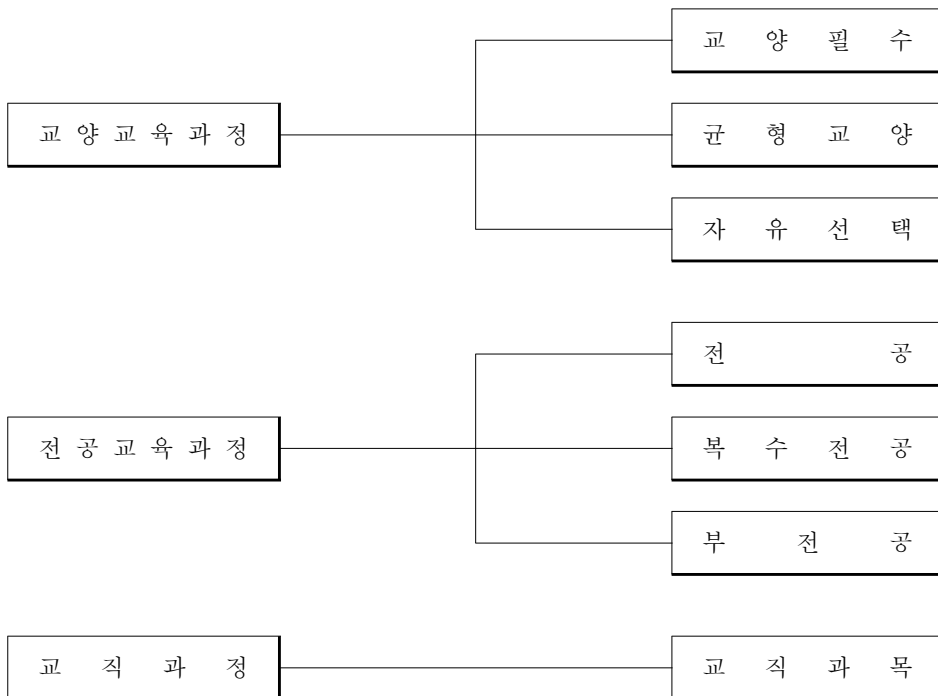 교양필수
교양교육과정
균형교양
자유선택
전공
전공교육과정
복수전공
부전공
교직과정
교직과목